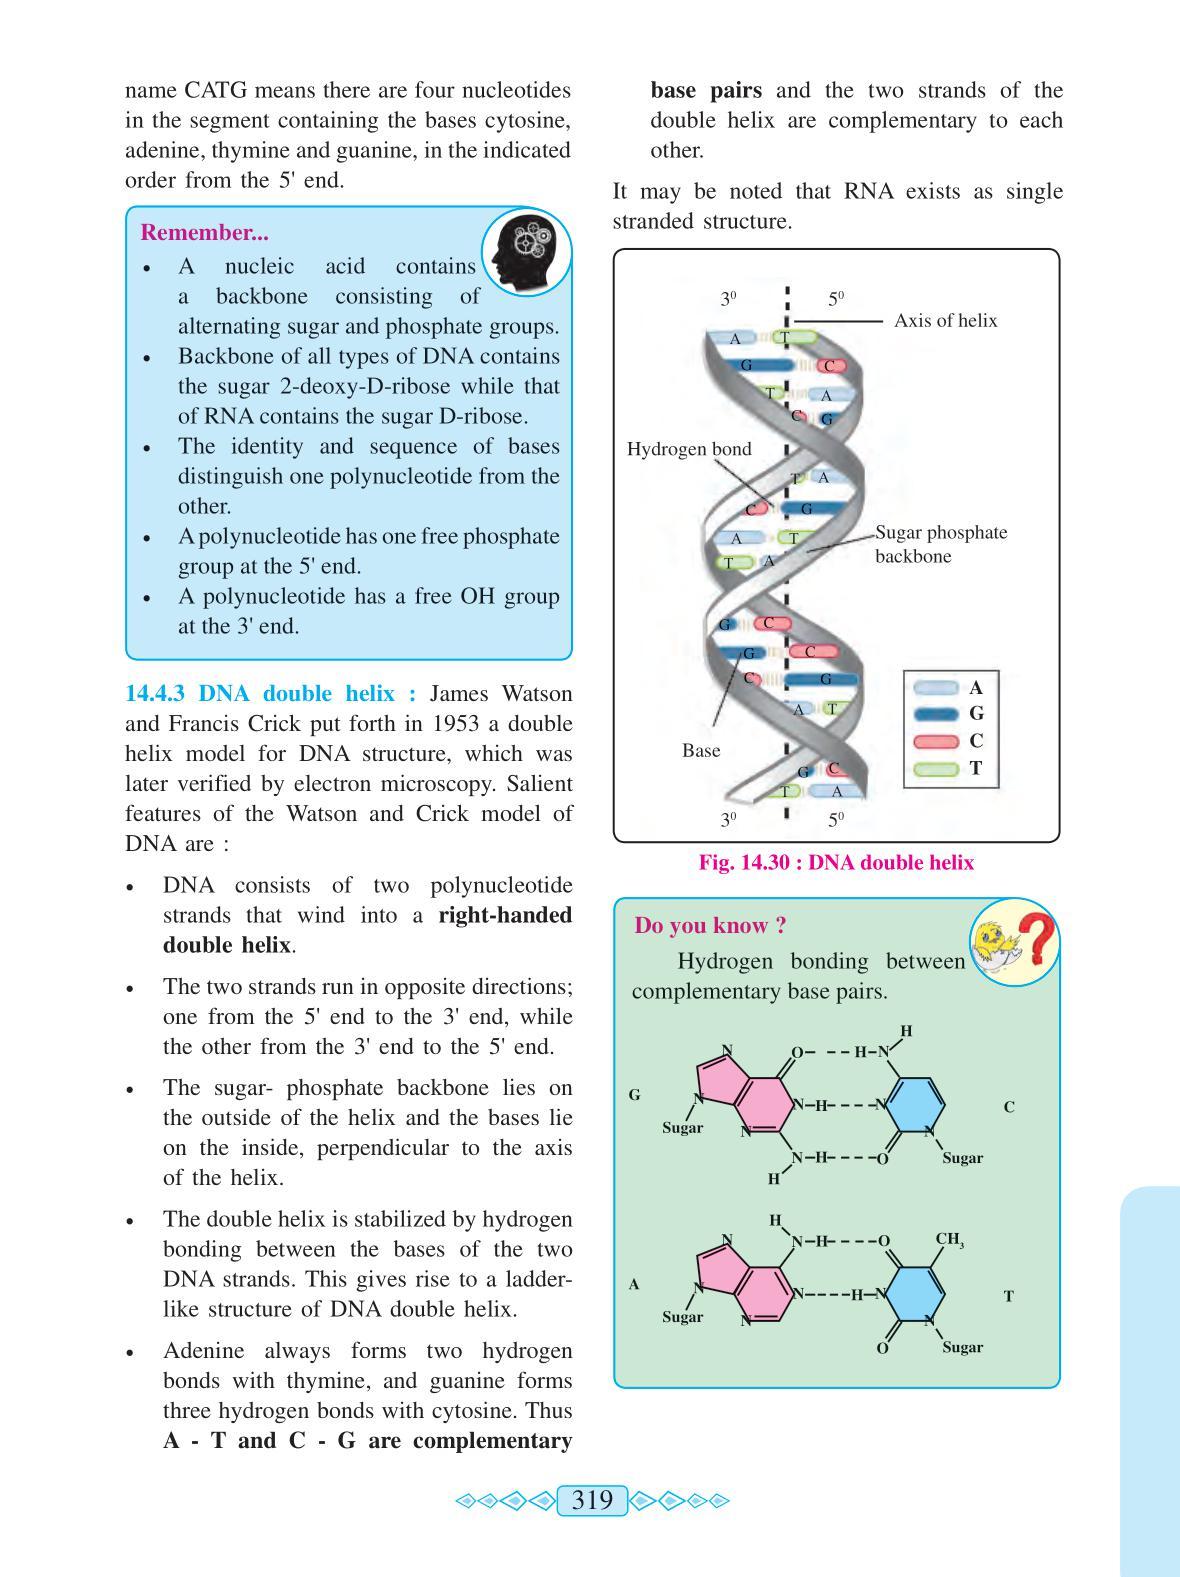 name CATG means there are four nucleotides
in the segment containing the bases cytosine,
adenine, thymine and guanine, in the indicated
order from the 5' end.
Remember...
• A nucleic acid contains
a backbone consisting of
alternating sugar and phosphate groups.
• Backbone of all types of DNA contains
the sugar 2-deoxy-D-ribose while that
of RNA contains the sugar D-ribose.
• The identity and sequence of bases
distinguish one polynucleotide from the
other.
• A polynucleotide has one free phosphate
group at the 5' end.
• A polynucleotide has a free OH group
at the 3' end.
14.4.3 DNA double helix : James Watson
and Francis Crick put forth in 1953 a double
helix model for DNA structure, which was
later verified by electron microscopy. Salient
features of the Watson and Crick model of
DNA are :
• DNA consists of two polynucleotide
strands that wind into a right-handed
double helix.
• The two strands run in opposite directions;
one from the 5' end to the 3' end, while
the other from the 3' end to the 5' end.
• The sugar- phosphate backbone lies on
the outside of the helix and the bases lie
on the inside, perpendicular to the axis
of the helix.
• The double helix is stabilized by hydrogen
bonding between the bases of the two
DNA strands. This gives rise to a ladder-
like structure of DNA double helix.
• Adenine always forms two hydrogen
bonds with thymine, and guanine forms
three hydrogen bonds with cytosine. Thus
A - T and C - G are complementary
base pairs and the two strands of the
double helix are complementary to each
other.
It may be noted that RNA exists as single
stranded structure.
3⁰ 5⁰
Axis of helix
A T
G C
T A
C G
Hydrogen bond
T A
C G
A T
T A
Sugar phosphate
backbone
G C
G C
C G
A T
Base
G C
T A
3⁰ 5⁰
A
G
C
T
Fig. 14.30 : DNA double helix
Do you know ?
Hydrogen bonding between
complementary base pairs.
H
N O H N
G N N H N C
Sugar N N
N H O Sugar
H
H
N N H O CH₃
A N N H N T
Sugar N N
O Sugar
319